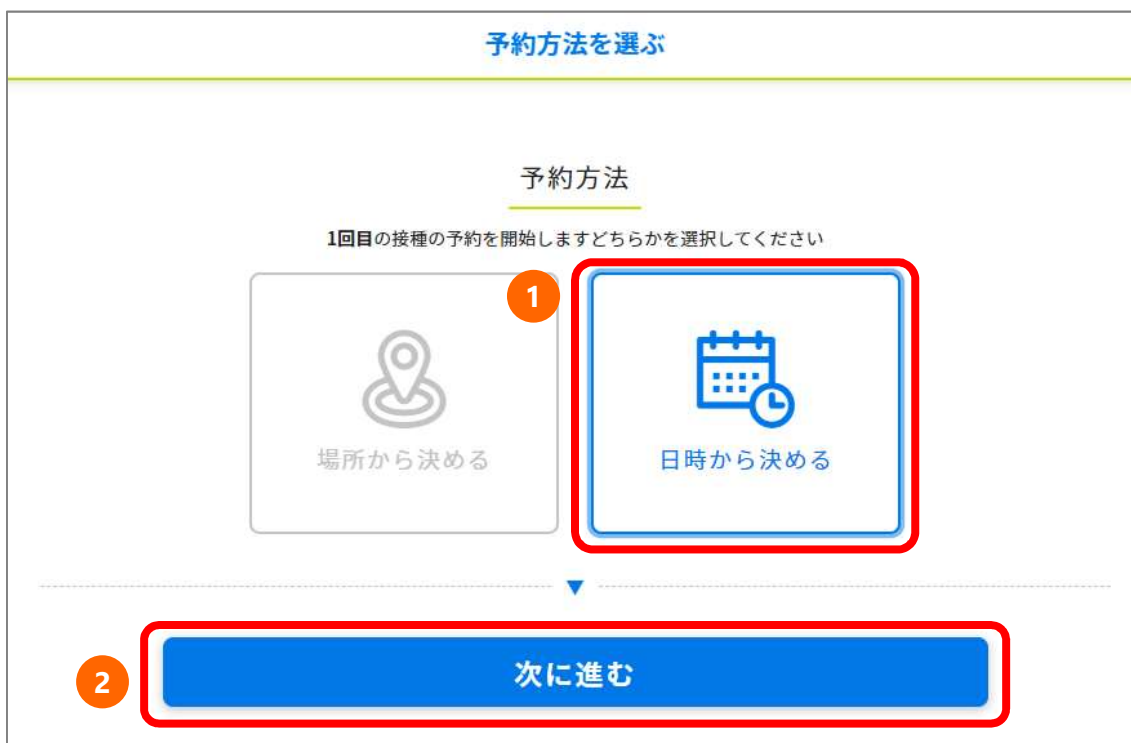 予約方法を選ぶ
予約方法
1回目の接種の予約を開始しますどちらかを選択してください
1
場所から決める
日時から決める
2
次に進む